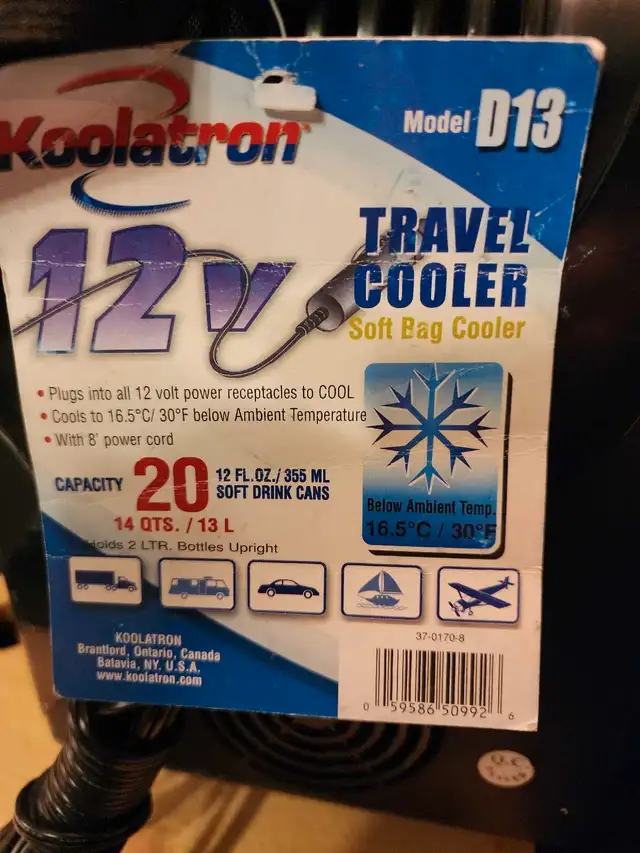 Koolatron
Model D13
12v
TRAVEL
COOLER
Soft Bag Cooler
• Plugs into all 12 volt power receptacles to COOL
• Cools to 16.5°C/ 30°F below Ambient Temperature
• With 8' power cord
CAPACITY 20 12 FL.OZ./ 355 ML
SOFT DRINK CANS
14 QTS. / 13 L
Holds 2 LTR. Bottles Upright
Below Ambient Temp.
16.5°C / 30°F
KOOLATRON
Brantford, Ontario, Canada
Batavia, NY. U.S.A.
www.koolatron.com
37-0170-8
0 59586 50992 6